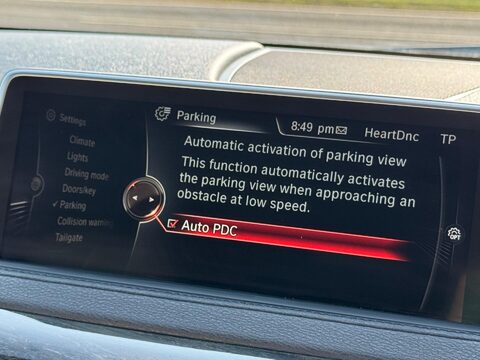 Settings
Climate
Lights
Driving mode
Doors/key
Parking
Collision warning
Tailgate
Parking
8:49 pm HeartDnc TP
Automatic activation of parking view
This function automatically activates
the parking view when approaching an
obstacle at low speed.
Auto PDC
OPT